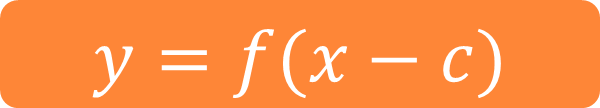 y = f(x − c)